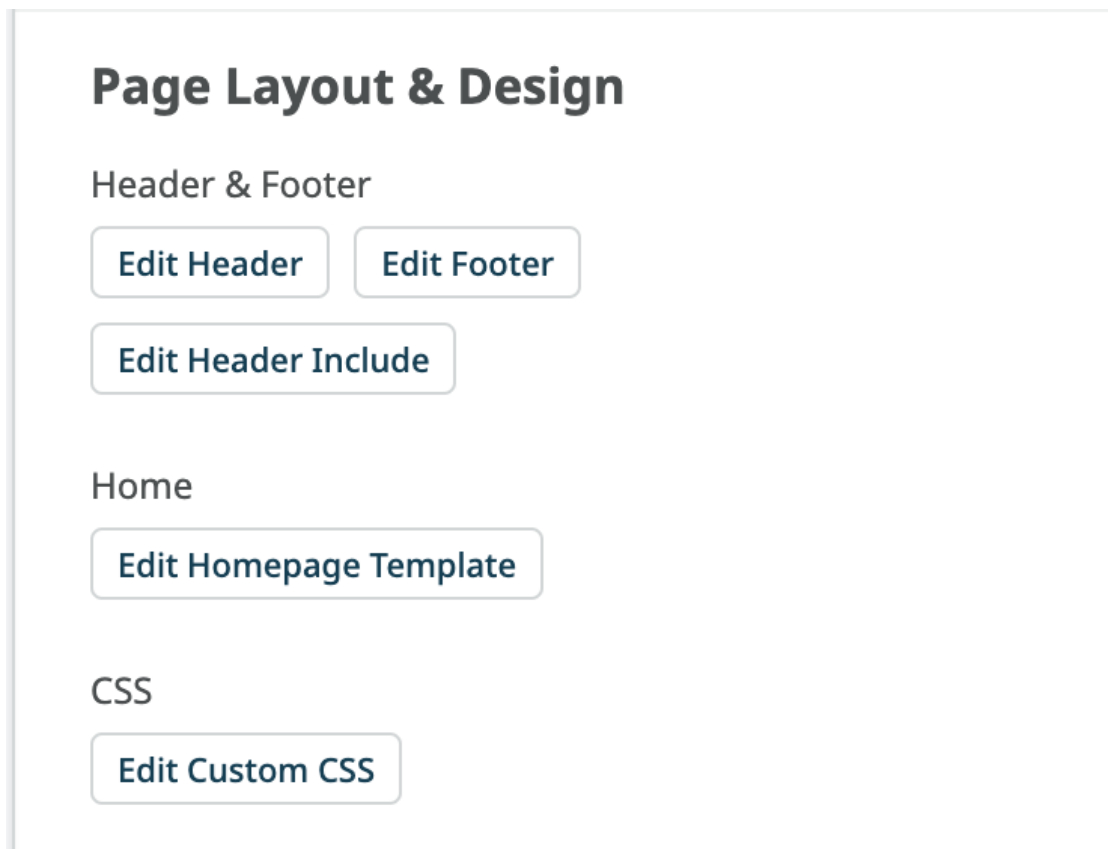 Page Layout & Design
Header & Footer
Edit Header Edit Footer
Edit Header Include
Home
Edit Homepage Template
CSS
Edit Custom CSS